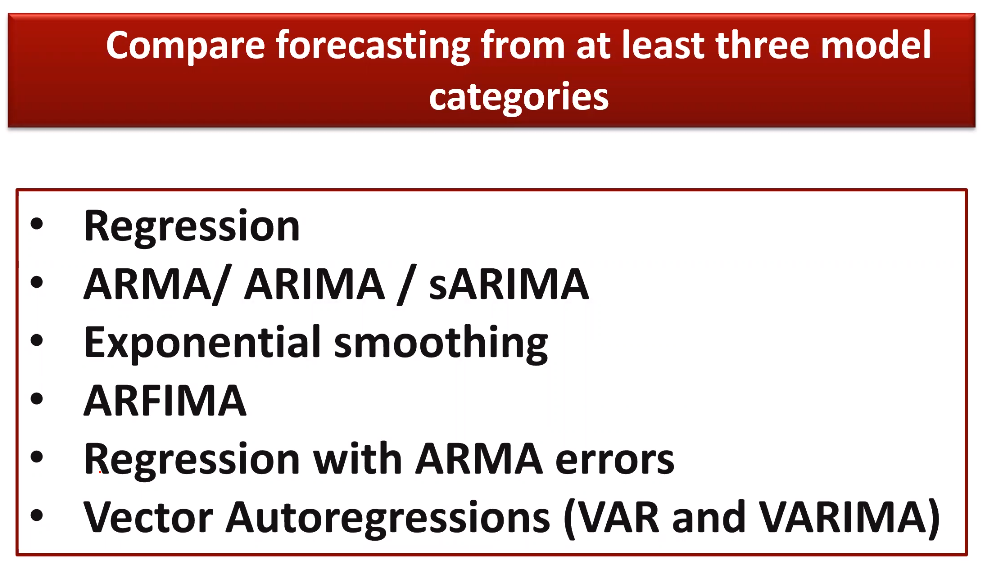 Compare forecasting from at least three model
categories
• Regression
• ARMA/ ARIMA / sARIMA
• Exponential smoothing
• ARFIMA
• Regression with ARMA errors
• Vector Autoregressions (VAR and VARIMA)